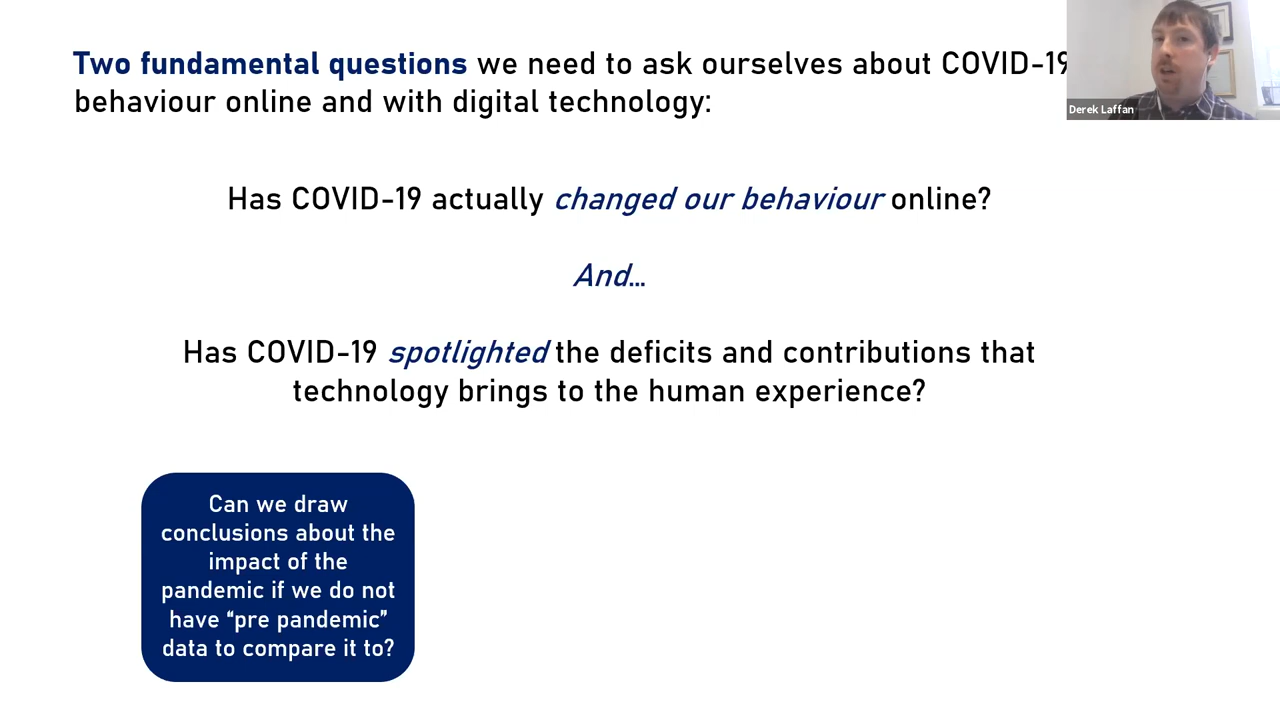 Two fundamental questions we need to ask ourselves about COVID-19
behaviour online and with digital technology:
Derek Laffan
Has COVID-19 actually changed our behaviour online?
And...
Has COVID-19 spotlighted the deficits and contributions that
technology brings to the human experience?
Can we draw
conclusions about the
impact of the
pandemic if we do not
have “pre pandemic”
data to compare it to?